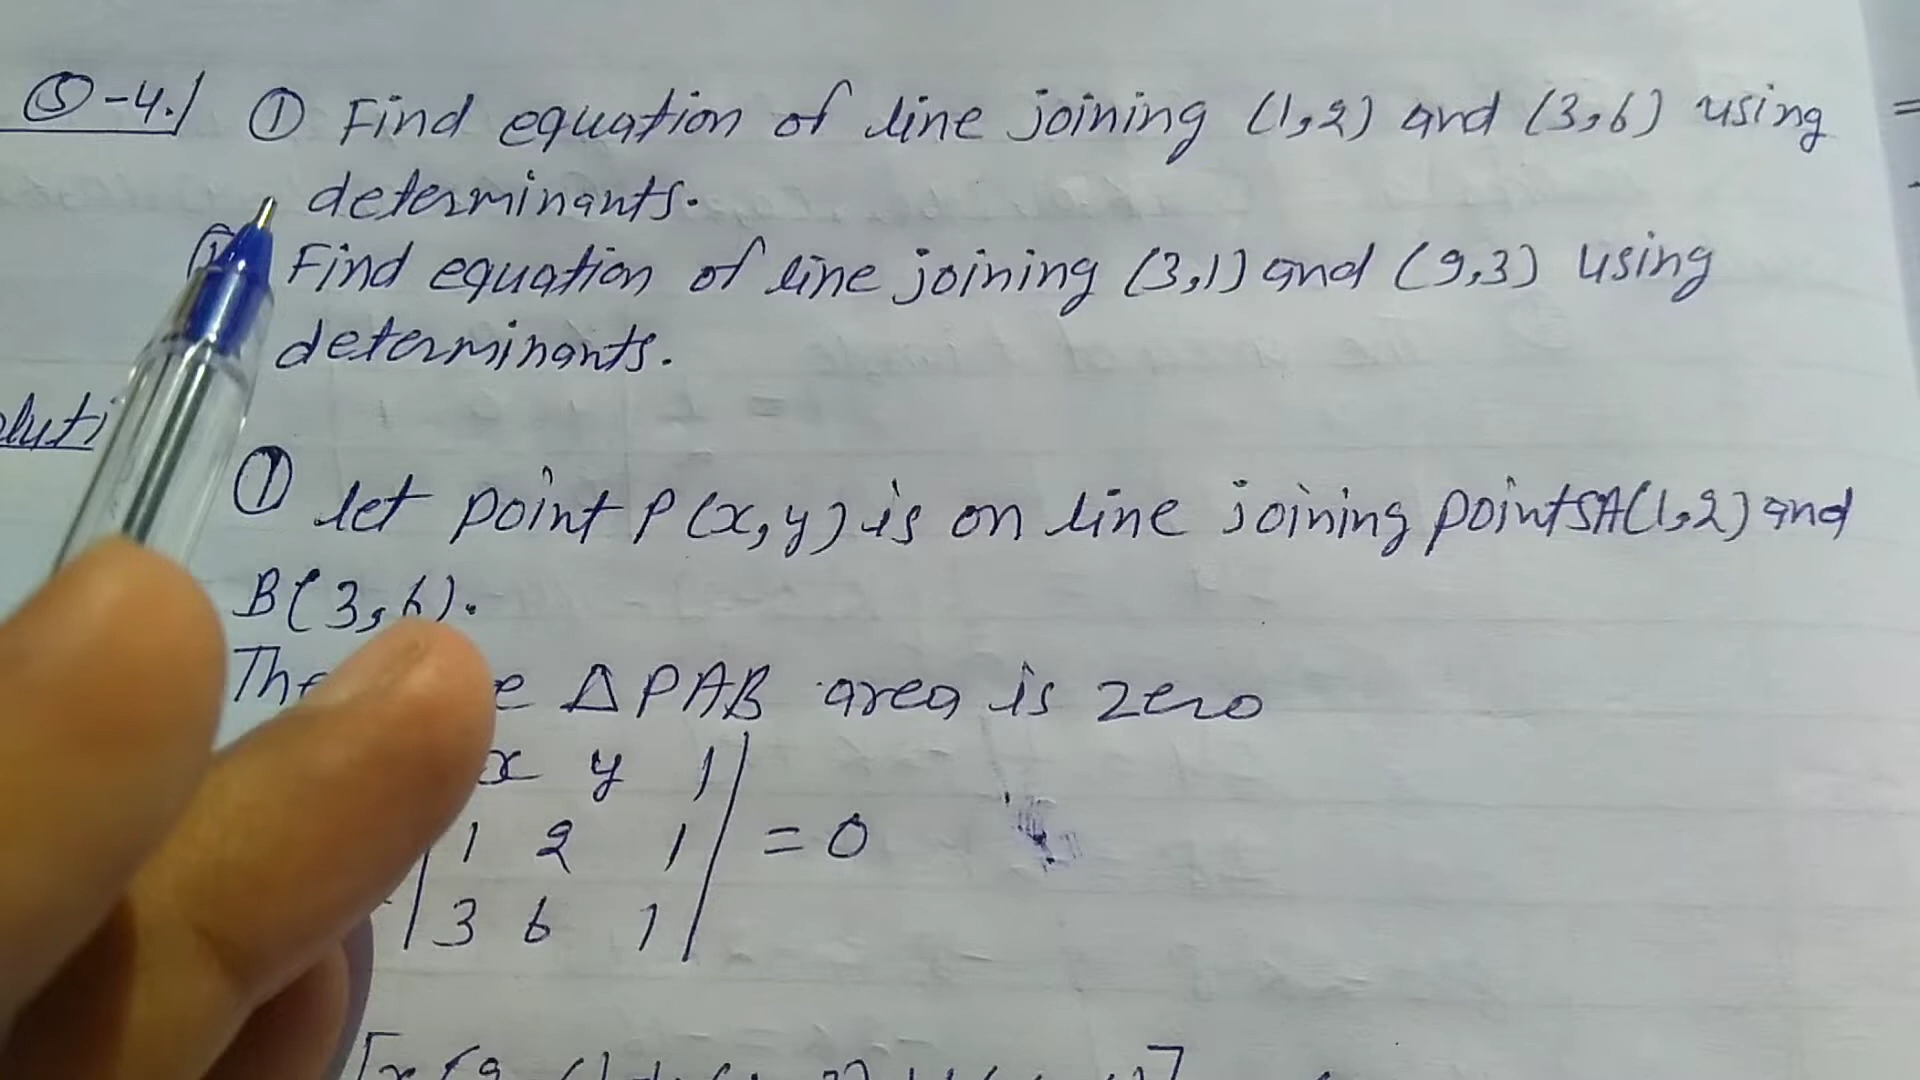 ⑤-4.) ① Find equation of line joining (1,2) and (3,6) using
determinants.
Find equation of line joining (3,1) and (9,3) using
determinants.
① let point P(x,y) is on line joining points A(1,2) and
B(3,6).
ΔPAB area is zero
x y 1
1 2 1 = 0
3 6 1